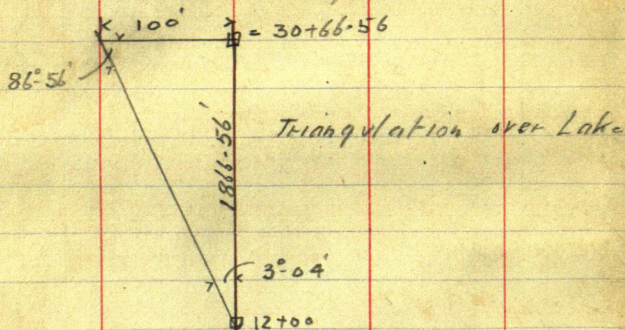 100' = 30+66.56
86°-56'
1866.56'
Triangulation over Lake
3°-04'
12+00